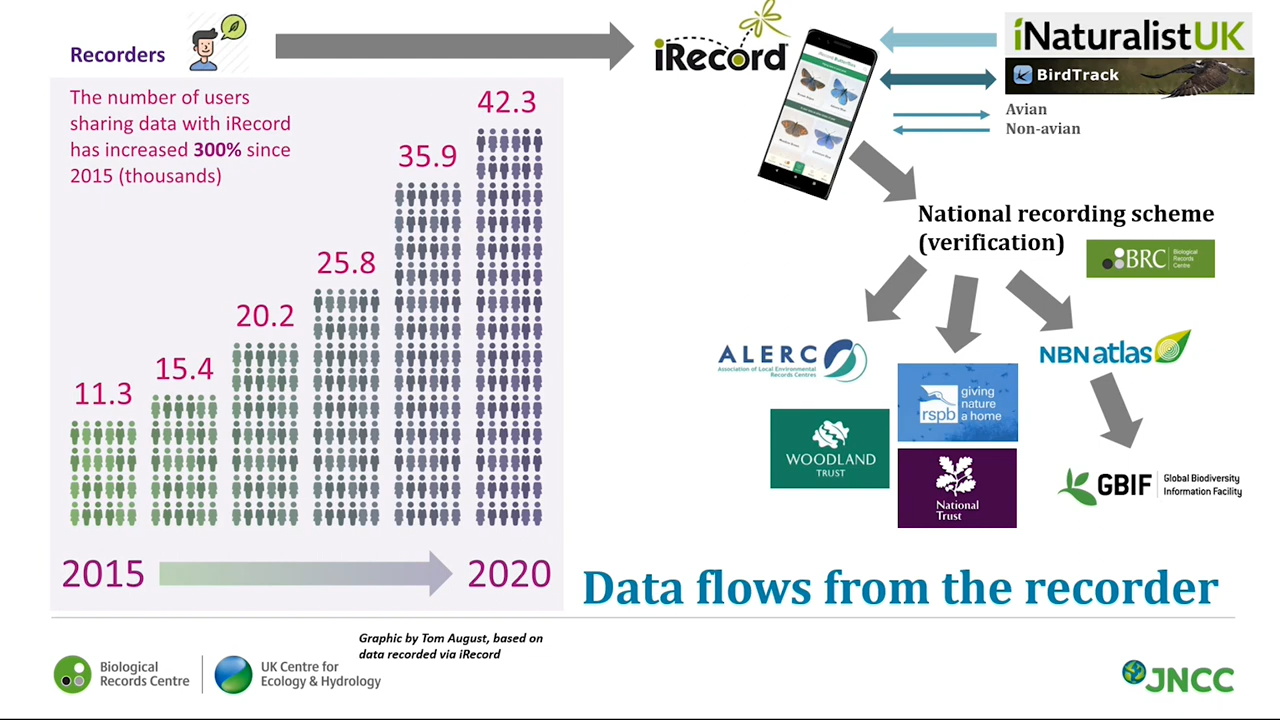 Recorders
The number of users
sharing data with iRecord
has increased 300% since
2015 (thousands)
11.3
15.4
20.2
25.8
35.9
42.3
2015
2020
iRecord
iNaturalistUK
BirdTrack
Avian
Non-avian
National recording scheme
(verification)
BRC
Biological
Records
Centre
ALERC
Association of Local Environmental
Records Centres
NBN atlas
rspb
giving
nature
a home
WOODLAND
TRUST
National
Trust
GBIF
Global Biodiversity
Information Facility
Data flows from the recorder
Graphic by Tom August, based on
data recorded via iRecord
Biological
Records Centre
UK Centre for
Ecology & Hydrology
JNCC